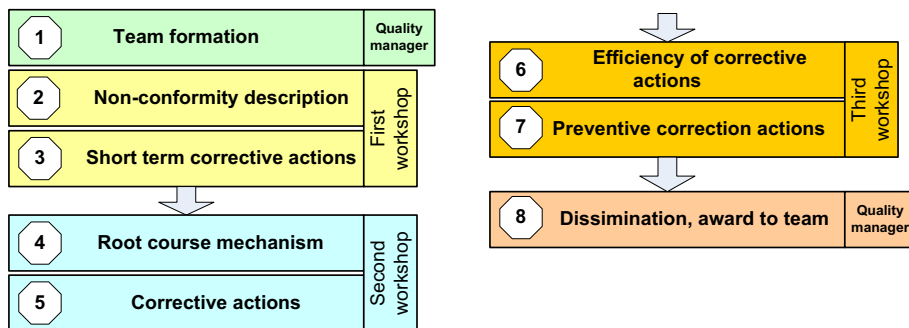 1
Team formation
Quality
manager
2
Non-conformity description
3
Short term corrective actions
First
workshop
4
Root course mechanism
5
Corrective actions
Second
workshop
6
Efficiency of corrective
actions
7
Preventive correction actions
Third
workshop
8
Dissimination, award to team
Quality
manager